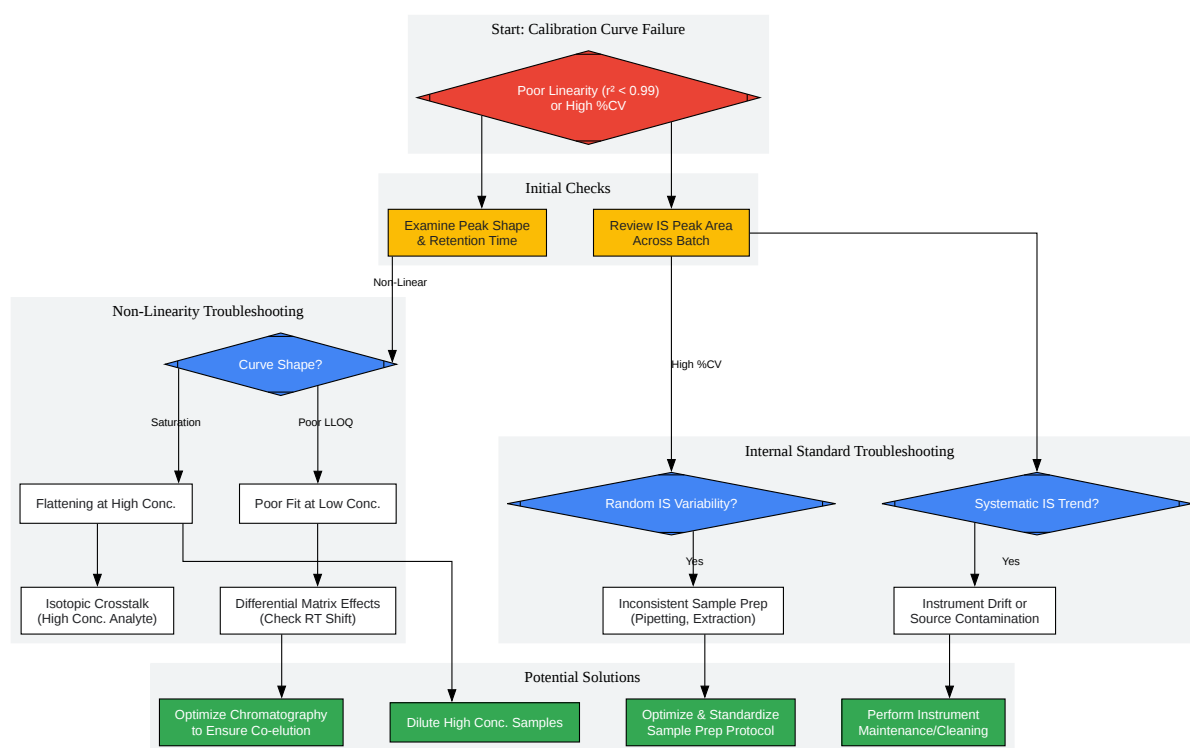 Start: Calibration Curve Failure
Poor Linearity (r² < 0.99)
or High %CV
Initial Checks
Examine Peak Shape
& Retention Time
Review IS Peak Area
Across Batch
Non-Linear
Non-Linearity Troubleshooting
Curve Shape?
High %CV
Saturation
Poor LLOQ
Internal Standard Troubleshooting
Flattening at High Conc.
Poor Fit at Low Conc.
Random IS Variability?
Systematic IS Trend?
Yes
Yes
Isotopic Crosstalk
(High Conc. Analyte)
Differential Matrix Effects
(Check RT Shift)
Inconsistent Sample Prep
(Pipetting, Extraction)
Instrument Drift or
Source Contamination
Potential Solutions
Optimize Chromatography
to Ensure Co-elution
Dilute High Conc. Samples
Optimize & Standardize
Sample Prep Protocol
Perform Instrument
Maintenance/Cleaning